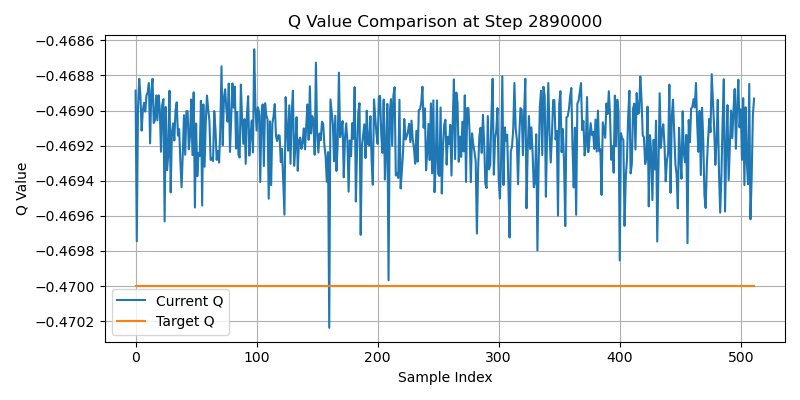 Q Value Comparison at Step 2890000
Q Value
−0.4686
−0.4688
−0.4690
−0.4692
−0.4694
−0.4696
−0.4698
−0.4700
−0.4702
Current Q
Target Q
0 100 200 300 400 500
Sample Index